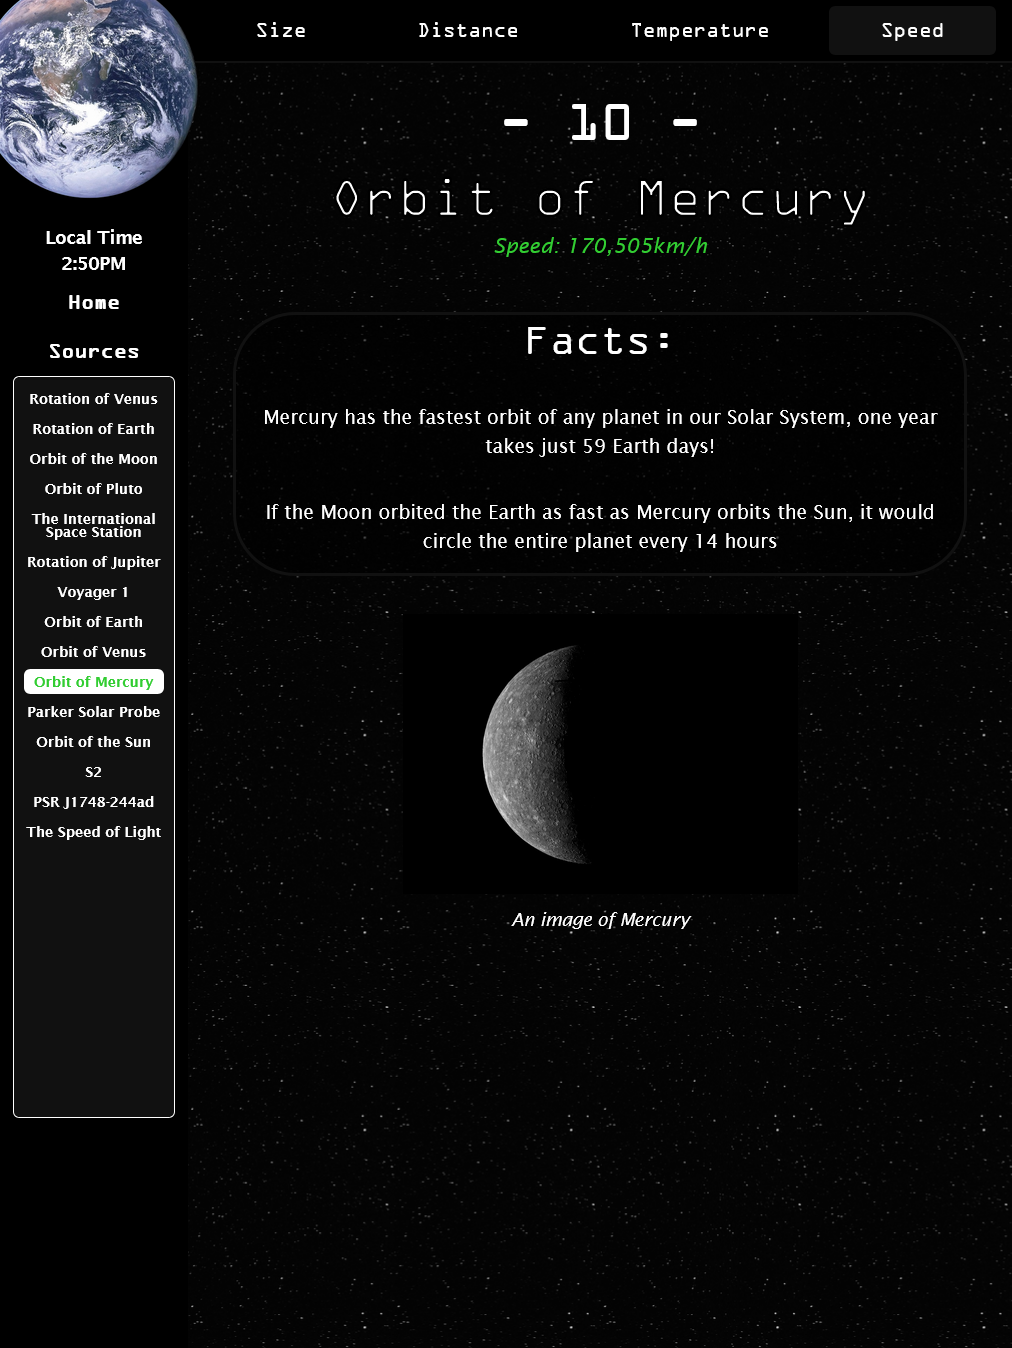 Size
Distance
Temperature
Speed
Local Time
2:50PM
Home
Sources
Rotation of Venus
Rotation of Earth
Orbit of the Moon
Orbit of Pluto
The International
Space Station
Rotation of Jupiter
Voyager 1
Orbit of Earth
Orbit of Venus
Orbit of Mercury
Parker Solar Probe
Orbit of the Sun
S2
PSR J1748-244ad
The Speed of Light
- 10 -
Orbit of Mercury
Speed: 170,505km/h
Facts:
Mercury has the fastest orbit of any planet in our Solar System, one year
takes just 59 Earth days!
If the Moon orbited the Earth as fast as Mercury orbits the Sun, it would
circle the entire planet every 14 hours
An image of Mercury